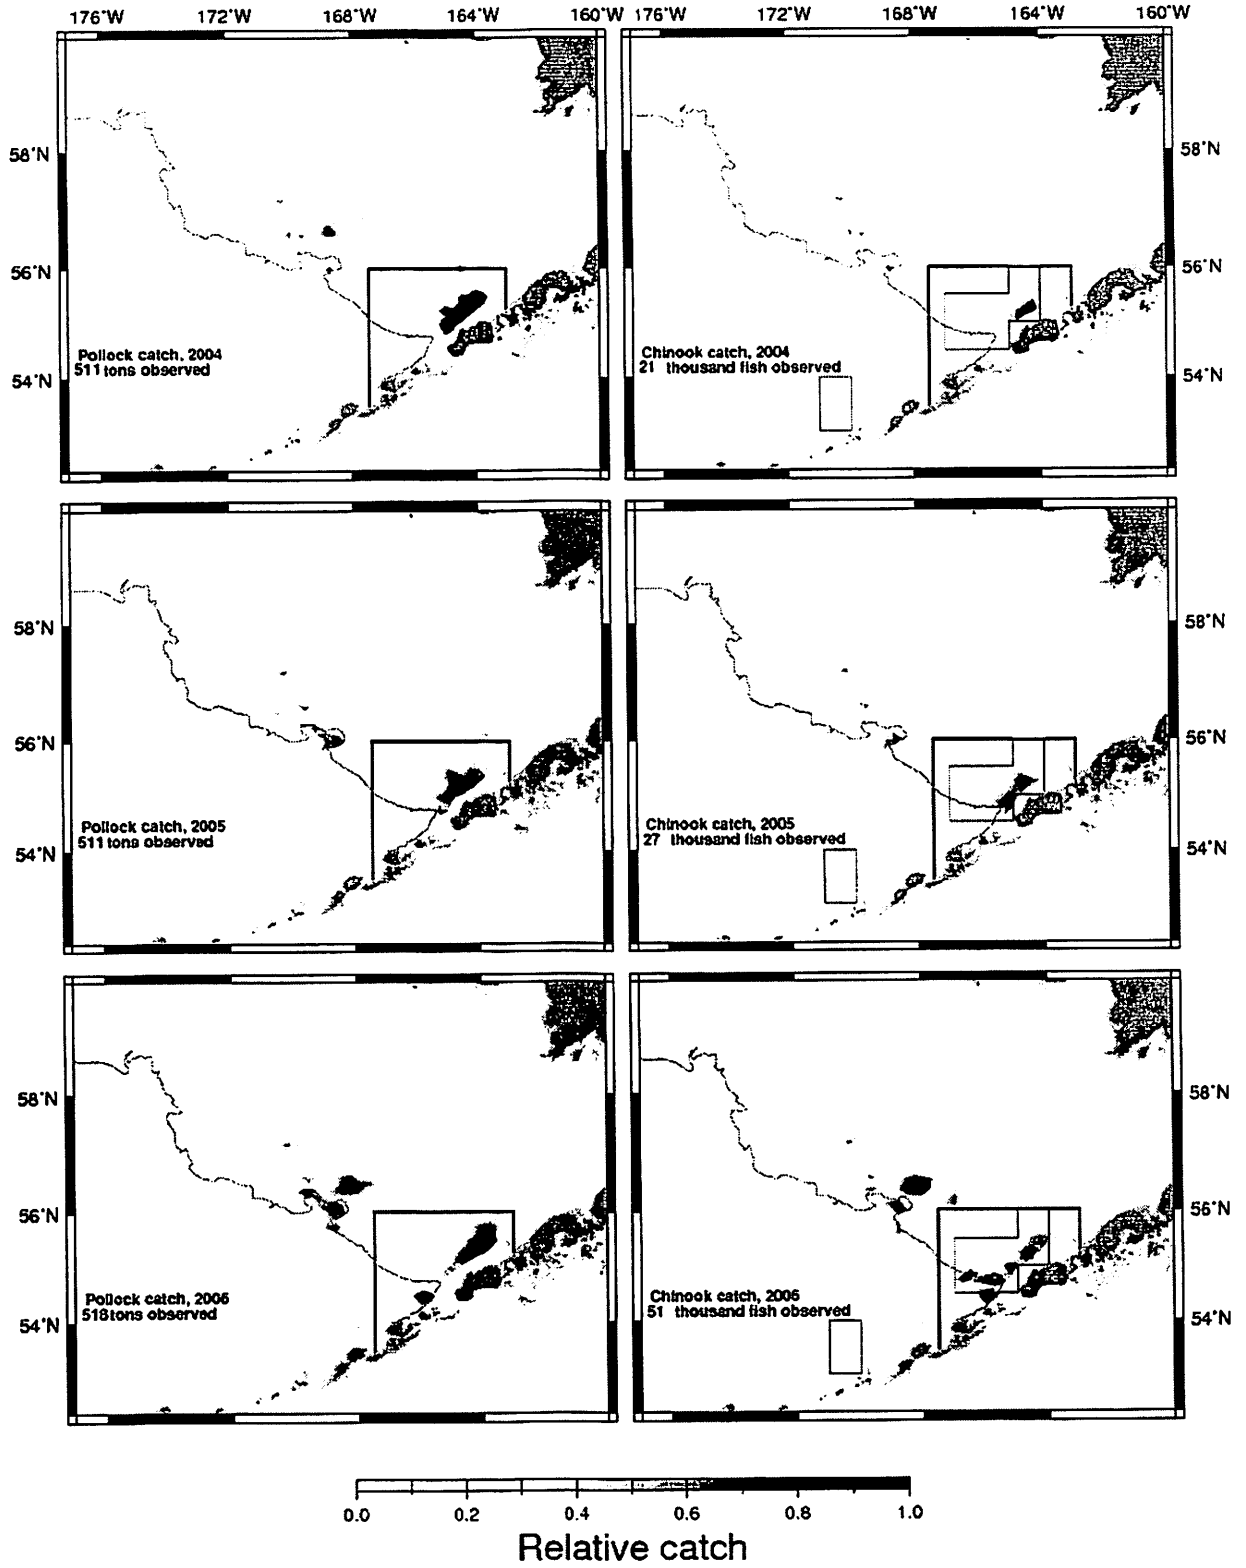 176°W 172°W 168°W 164°W 160°W 176°W 172°W 168°W 164°W 160°W
58°N 58°N
56°N 56°N
Pollock catch, 2004
511 tons observed
Chinook catch, 2004
21 thousand fish observed
54°N 54°N
58°N 58°N
56°N 56°N
Pollock catch, 2005
511 tons observed
Chinook catch, 2005
27 thousand fish observed
54°N 54°N
58°N 58°N
56°N 56°N
Pollock catch, 2006
518 tons observed
Chinook catch, 2006
51 thousand fish observed
54°N 54°N
0.0 0.2 0.4 0.6 0.8 1.0
Relative catch